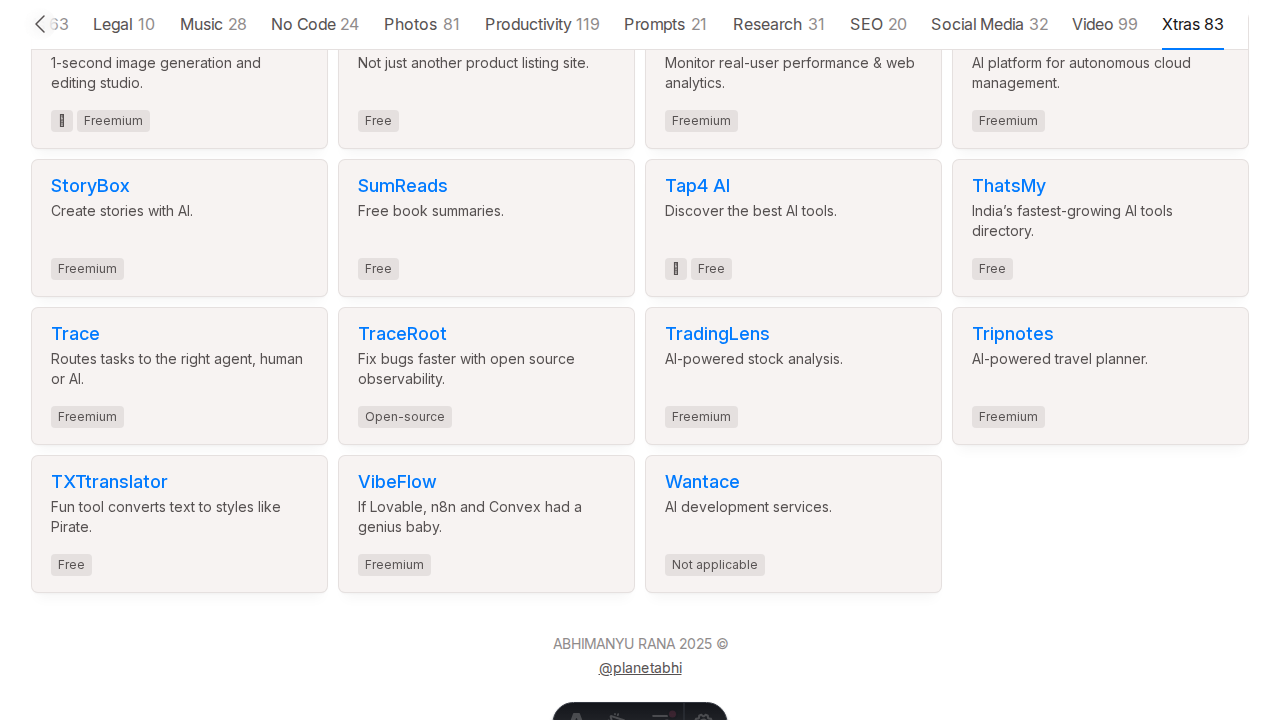 63 Legal 10 Music 28 No Code 24 Photos 81 Productivity 119 Prompts 21 Research 31 SEO 20 Social Media 32 Video 99 Xtras 83
1-second image generation and editing studio.
Freemium
Not just another product listing site.
Free
Monitor real-user performance & web analytics.
Freemium
AI platform for autonomous cloud management.
Freemium
StoryBox
Create stories with AI.
Freemium
SumReads
Free book summaries.
Free
Tap4 AI
Discover the best AI tools.
Free
ThatsMy
India’s fastest-growing AI tools
directory.
Free
Trace
Routes tasks to the right agent, human
or AI.
Freemium
TraceRoot
Fix bugs faster with open source
observability.
Open-source
TradingLens
AI-powered stock analysis.
Freemium
Tripnotes
AI-powered travel planner.
Freemium
TXTtranslator
Fun tool converts text to styles like
Pirate.
Free
VibeFlow
If Lovable, n8n and Convex had a
genius baby.
Freemium
Wantace
AI development services.
Not applicable
ABHIMANYU RANA 2025 ©
@planetabhi